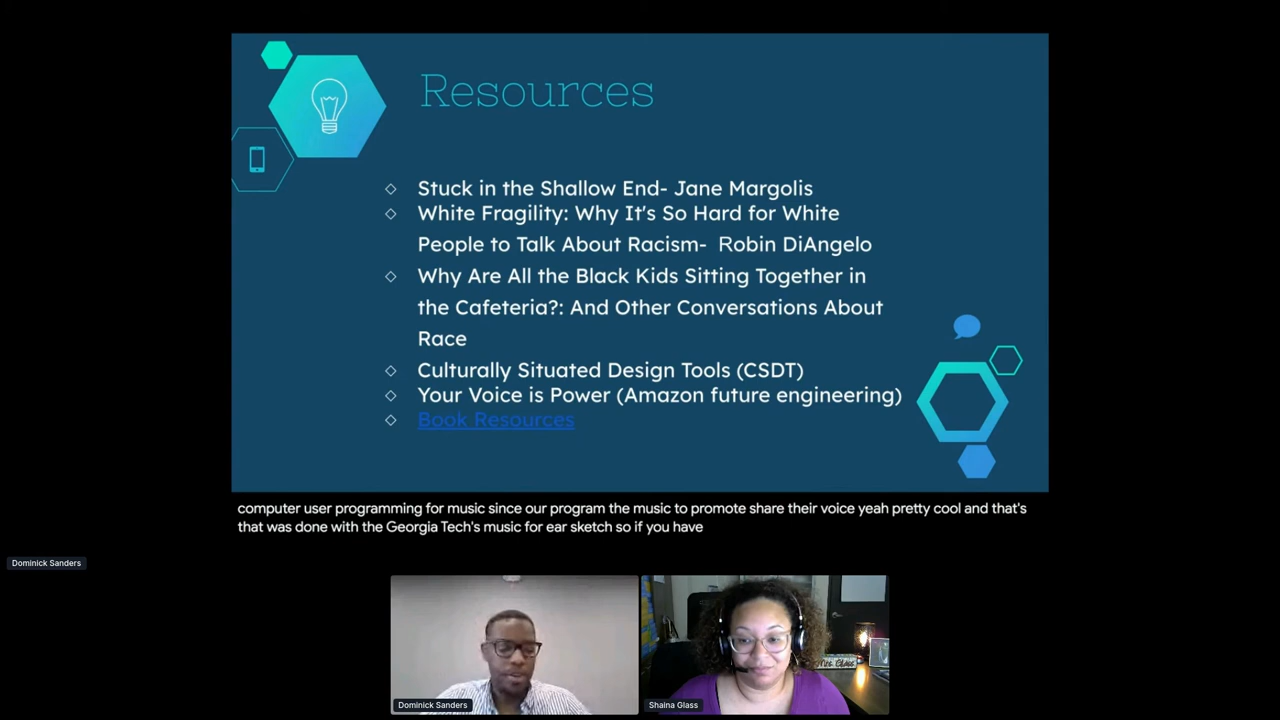 Resources
Stuck in the Shallow End- Jane Margolis
White Fragility: Why It's So Hard for White
People to Talk About Racism- Robin DiAngelo
Why Are All the Black Kids Sitting Together in
the Cafeteria?: And Other Conversations About
Race
Culturally Situated Design Tools (CSDT)
Your Voice is Power (Amazon future engineering)
Book Resources
computer user programming for music since our program the music to promote share their voice yeah pretty cool and that's
that was done with the Georgia Tech's music for ear sketch so if you have
Dominick Sanders
Mrs. Glass
Dominick Sanders
Shaina Glass